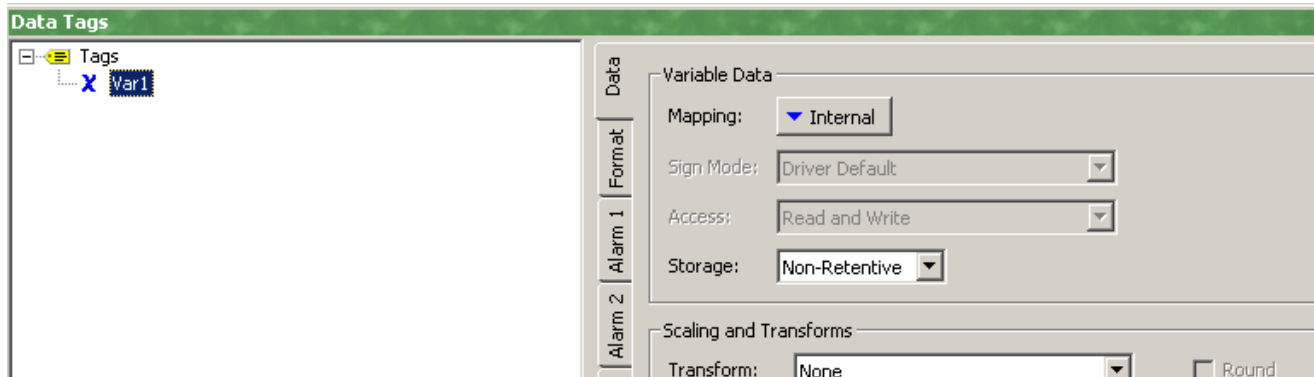 Data Tags
Tags
Var1
Data
Format
Alarm 1
Alarm 2
Variable Data
Mapping: Internal
Sign Mode: Driver Default
Access: Read and Write
Storage: Non-Retentive
Scaling and Transforms
Transform: None Round